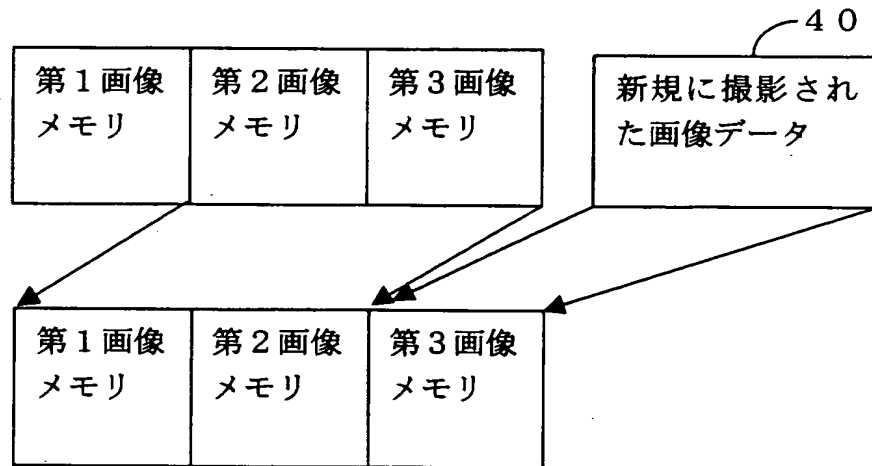 40
第1画像
メモリ
第2画像
メモリ
第3画像
メモリ
新規に撮影され
た画像データ
第1画像
メモリ
第2画像
メモリ
第3画像
メモリ